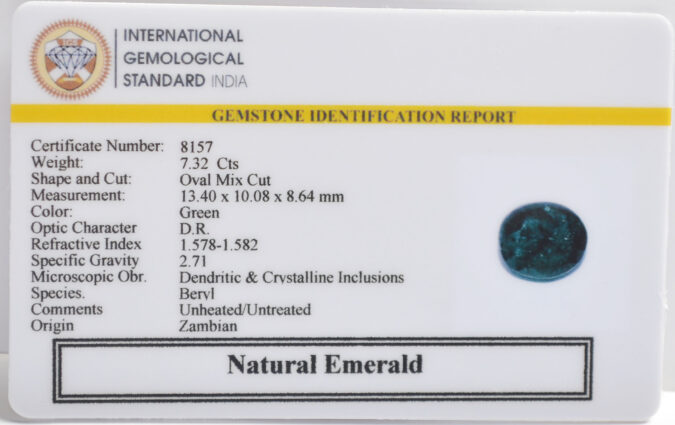 INTERNATIONAL
GEMOLOGICAL
STANDARD INDIA
GEMSTONE IDENTIFICATION REPORT
Certificate Number: 8157
Weight: 7.32 Cts
Shape and Cut: Oval Mix Cut
Measurement: 13.40 x 10.08 x 8.64 mm
Color: Green
Optic Character D.R.
Refractive Index 1.578-1.582
Specific Gravity 2.71
Microscopic Obr. Dendritic & Crystalline Inclusions
Species. Beryl
Comments Unheated/Untreated
Origin Zambian
Natural Emerald